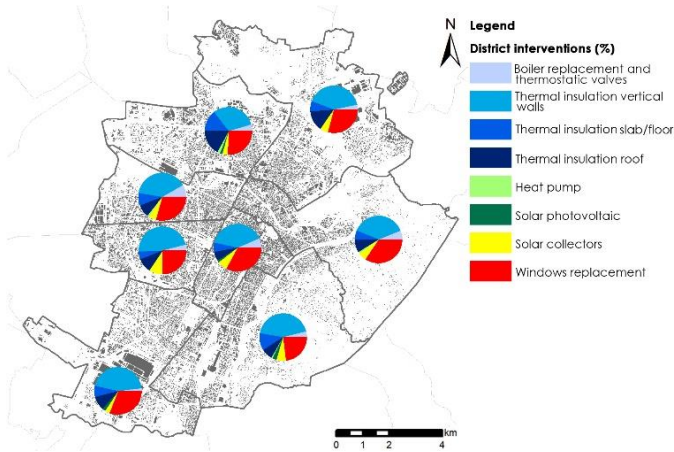 N
Legend
District interventions (%)
Boiler replacement and
thermostatic valves
Thermal insulation vertical
walls
Thermal insulation slab/floor
Thermal insulation roof
Heat pump
Solar photovoltaic
Solar collectors
Windows replacement
km
0 1 2 4